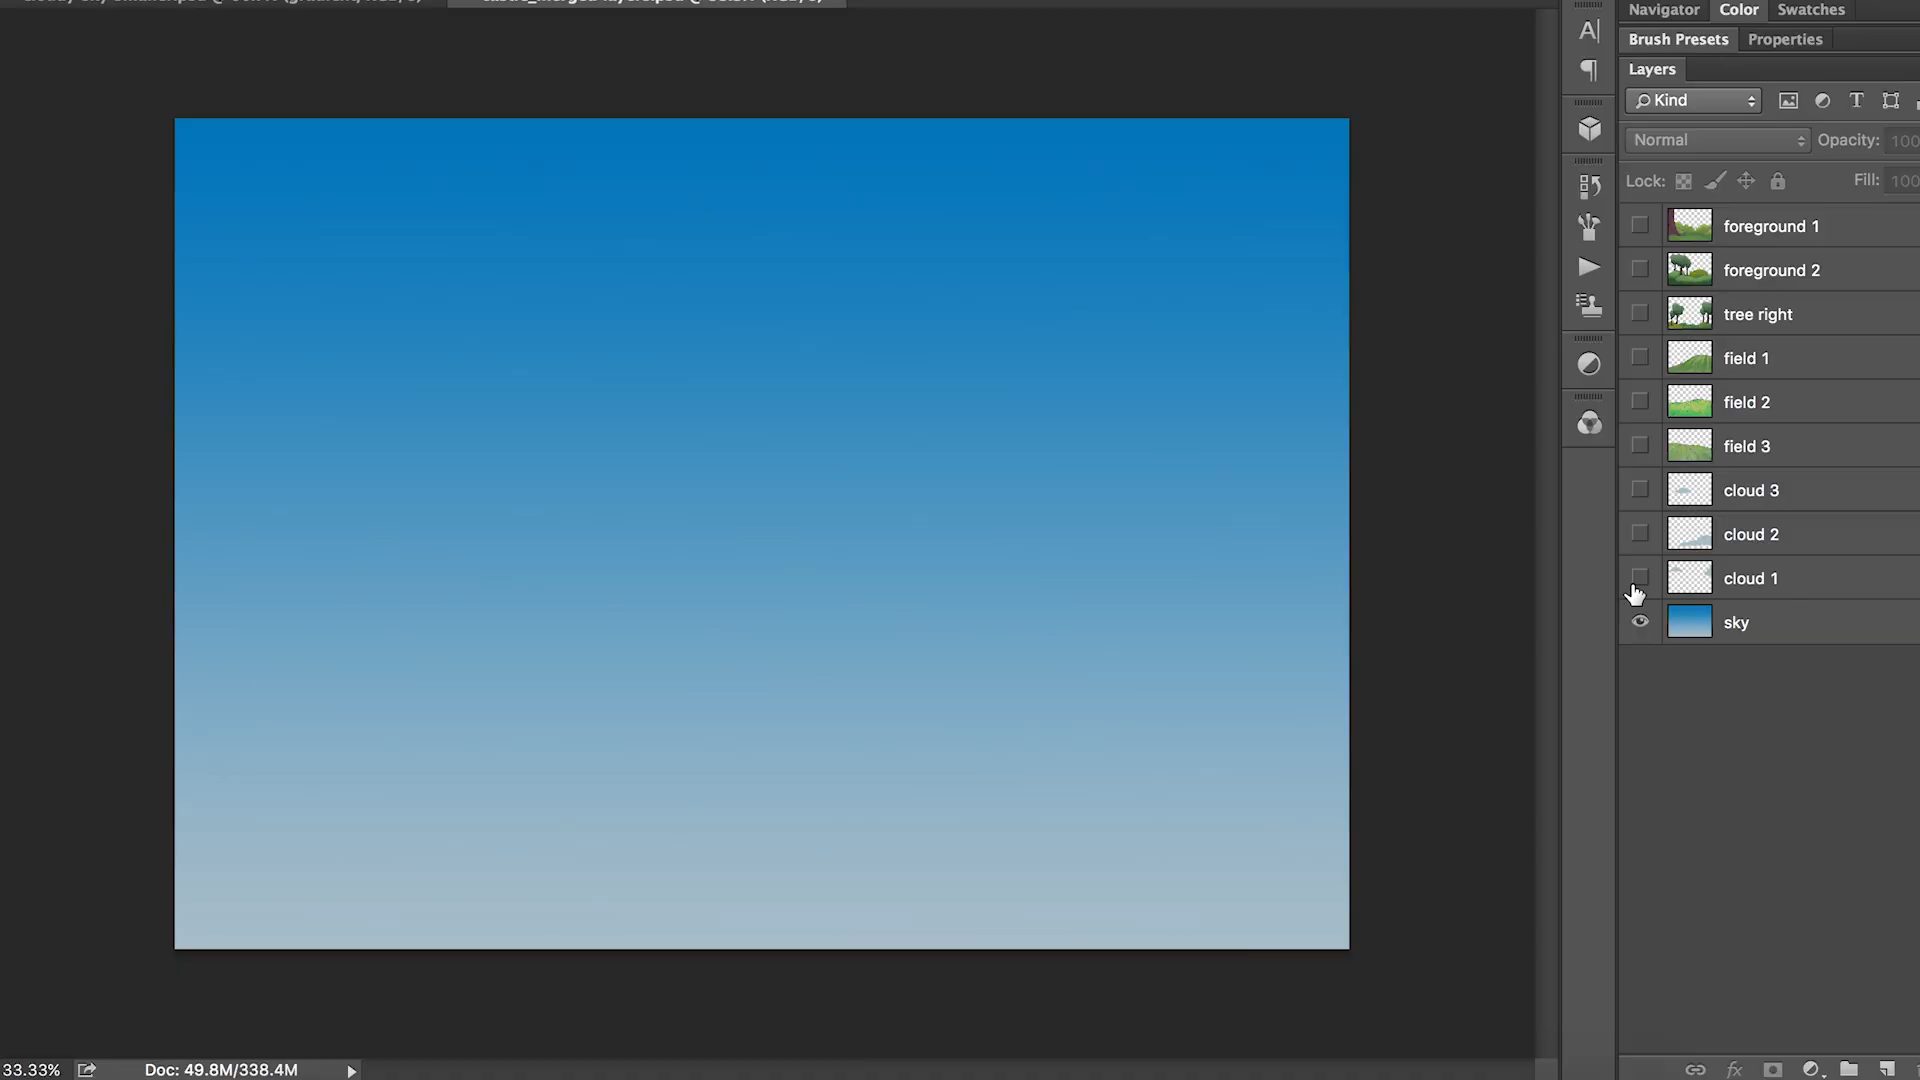 Navigator Color Swatches
Brush Presets Properties
Layers
Kind
Normal Opacity: 100
Lock: Fill: 100
foreground 1
foreground 2
tree right
field 1
field 2
field 3
cloud 3
cloud 2
cloud 1
sky
33.33% Doc: 49.8M/338.4M